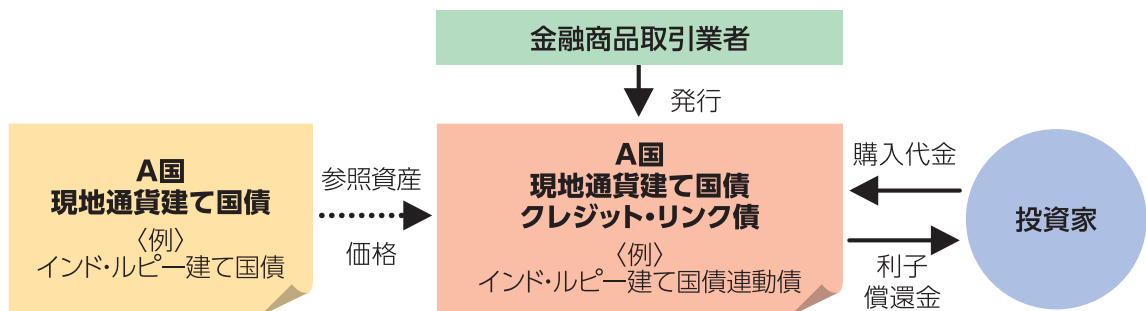 金融商品取引業者
発行
A国
現地通貨建て国債
〈例〉
インド・ルピー建て国債
参照資産
価格
A国
現地通貨建て国債
クレジット・リンク債
〈例〉
インド・ルピー建て国債連動債
購入代金
利子
償還金
投資家